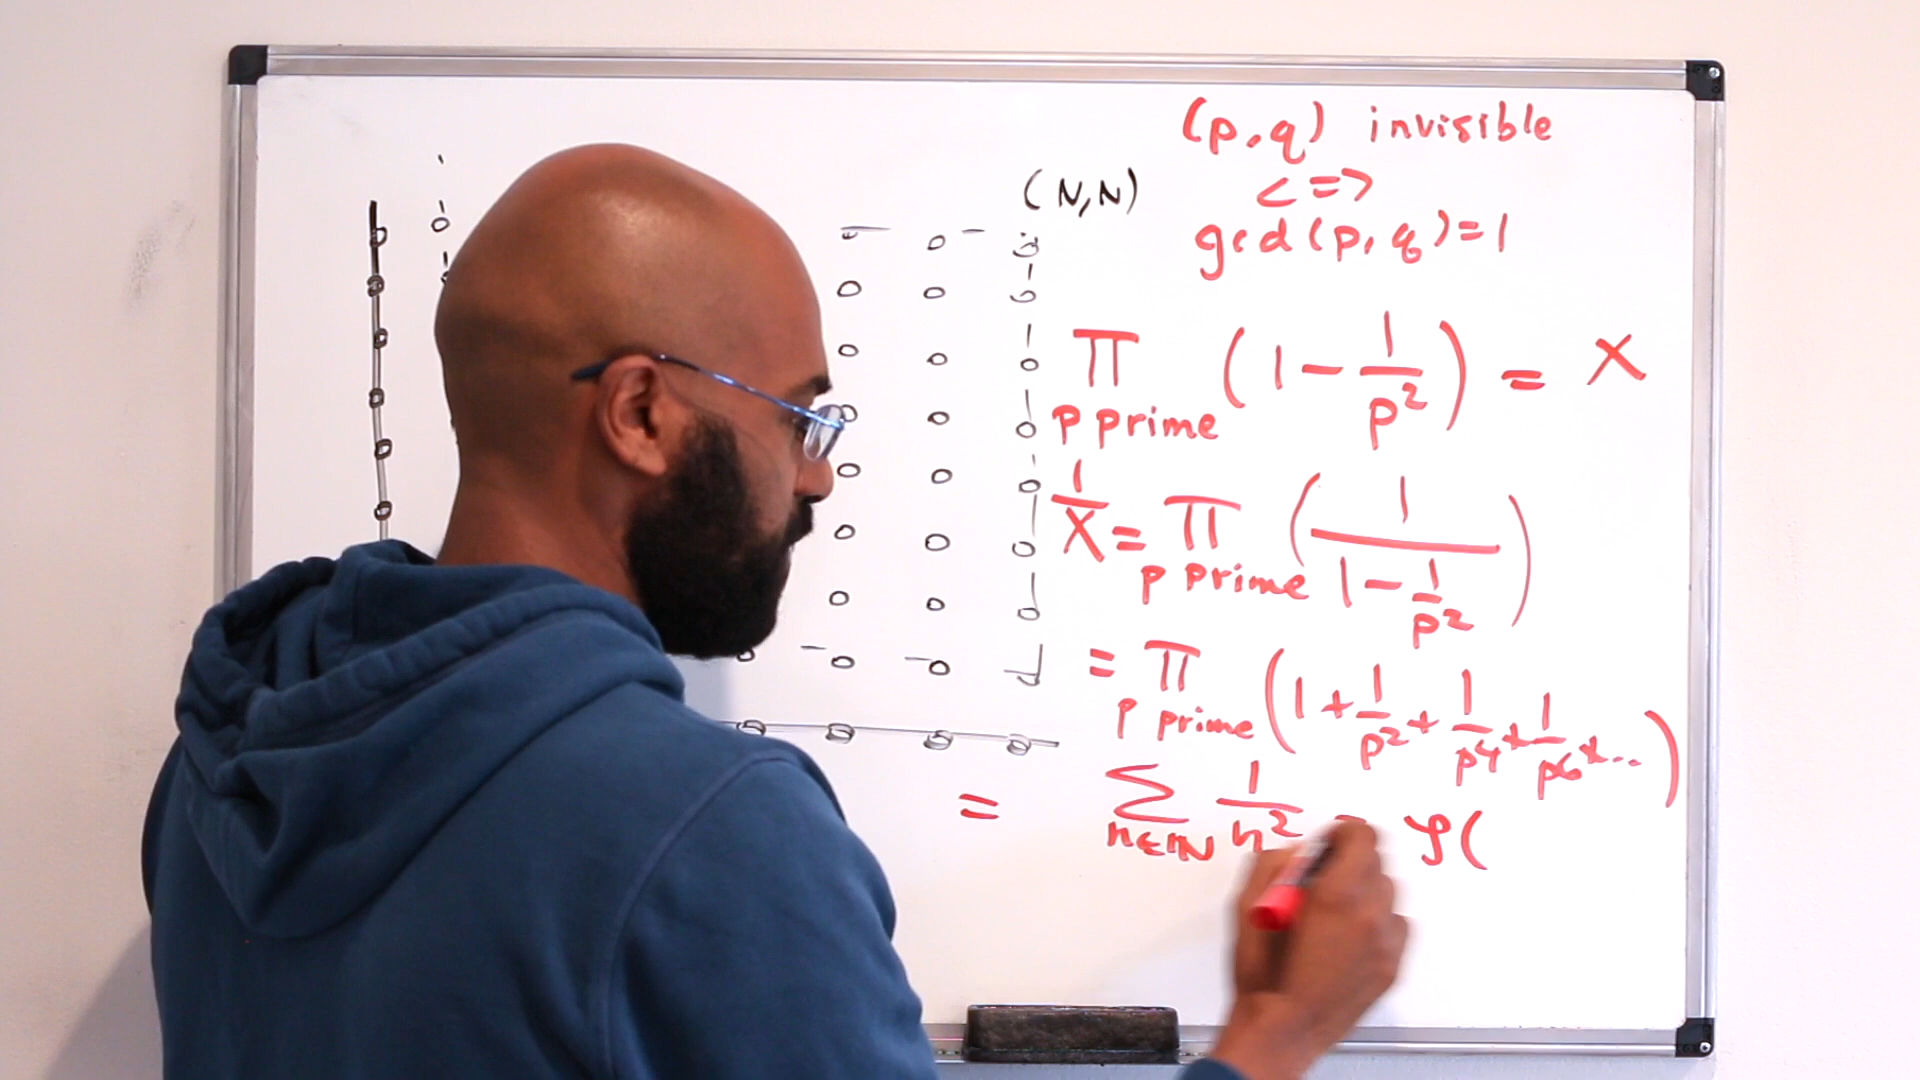 (N,N)
(p,q) invisible
<=>
gcd(p,q)=1
∏ (1 - 1/p²) = X
p prime
1/X = ∏ (1/(1 - 1/p²))
p prime
= ∏ (1 + 1/p² + 1/p⁴ + 1/p⁶ + ...)
p prime
= ∑ 1/n² = ζ(
n∈ℕ